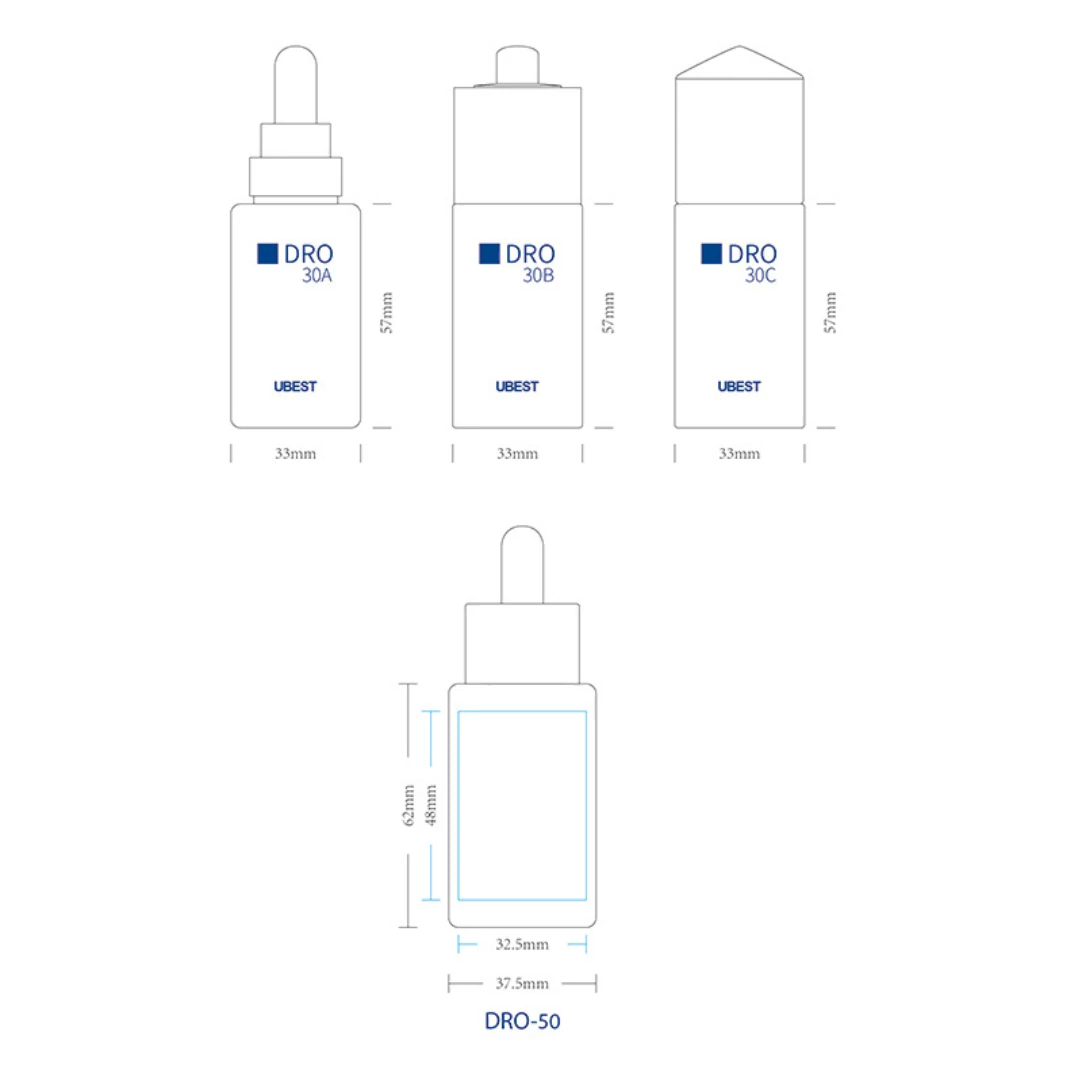 DRO
30A
UBEST
57mm
33mm
DRO
30B
UBEST
57mm
33mm
DRO
30C
UBEST
57mm
33mm
62mm
48mm
32.5mm
37.5mm
DRO-50